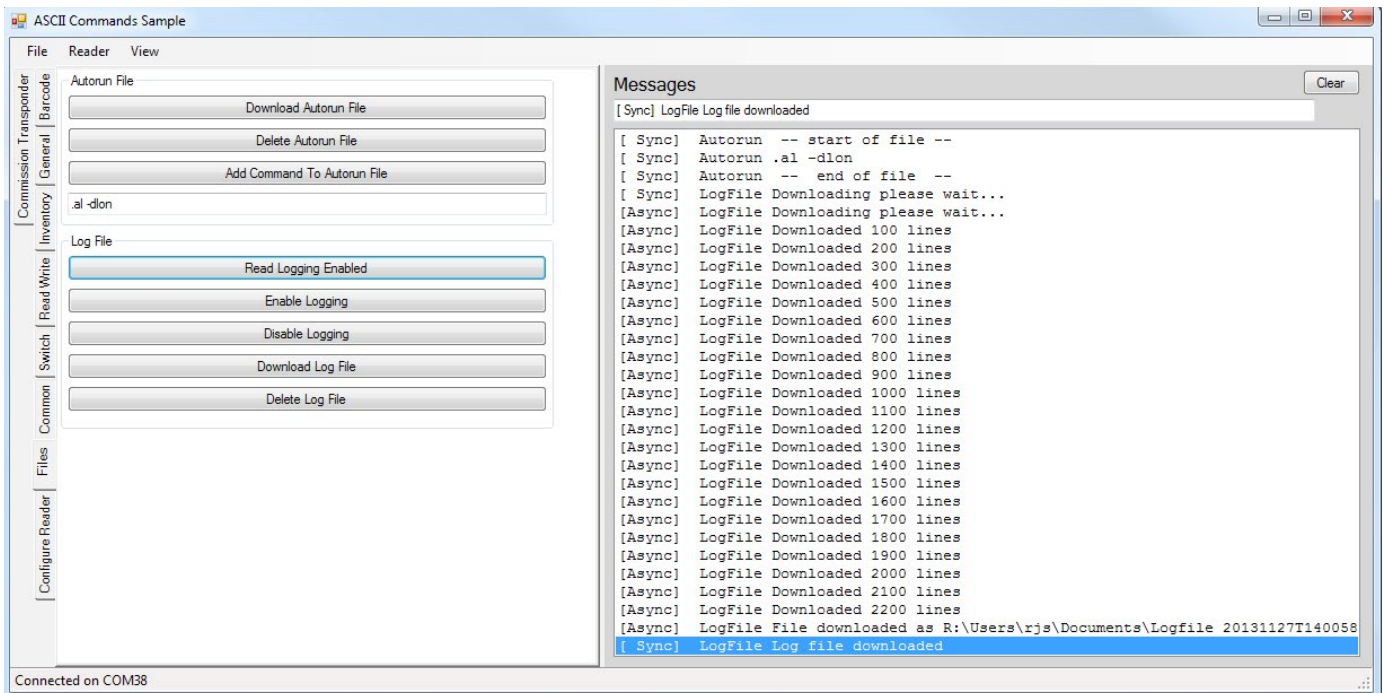 ASCII Commands Sample
File Reader View
Commission Transponder
Barcode
General
Inventory
Read Write
Switch
Common
Files
Configure Reader
Autorun File
Download Autorun File
Delete Autorun File
Add Command To Autorun File
.al -dlon
Log File
Read Logging Enabled
Enable Logging
Disable Logging
Download Log File
Delete Log File
Messages
Clear
[ Sync] LogFile Log file downloaded
[ Sync] Autorun -- start of file --
[ Sync] Autorun .al -dlon
[ Sync] Autorun -- end of file --
[ Sync] LogFile Downloading please wait...
[Async] LogFile Downloading please wait...
[Async] LogFile Downloaded 100 lines
[Async] LogFile Downloaded 200 lines
[Async] LogFile Downloaded 300 lines
[Async] LogFile Downloaded 400 lines
[Async] LogFile Downloaded 500 lines
[Async] LogFile Downloaded 600 lines
[Async] LogFile Downloaded 700 lines
[Async] LogFile Downloaded 800 lines
[Async] LogFile Downloaded 900 lines
[Async] LogFile Downloaded 1000 lines
[Async] LogFile Downloaded 1100 lines
[Async] LogFile Downloaded 1200 lines
[Async] LogFile Downloaded 1300 lines
[Async] LogFile Downloaded 1400 lines
[Async] LogFile Downloaded 1500 lines
[Async] LogFile Downloaded 1600 lines
[Async] LogFile Downloaded 1700 lines
[Async] LogFile Downloaded 1800 lines
[Async] LogFile Downloaded 1900 lines
[Async] LogFile Downloaded 2000 lines
[Async] LogFile Downloaded 2100 lines
[Async] LogFile Downloaded 2200 lines
[Async] LogFile File downloaded as R:\Users\rjs\Documents\Logfile 20131127T140058
[ Sync] LogFile Log file downloaded
Connected on COM38